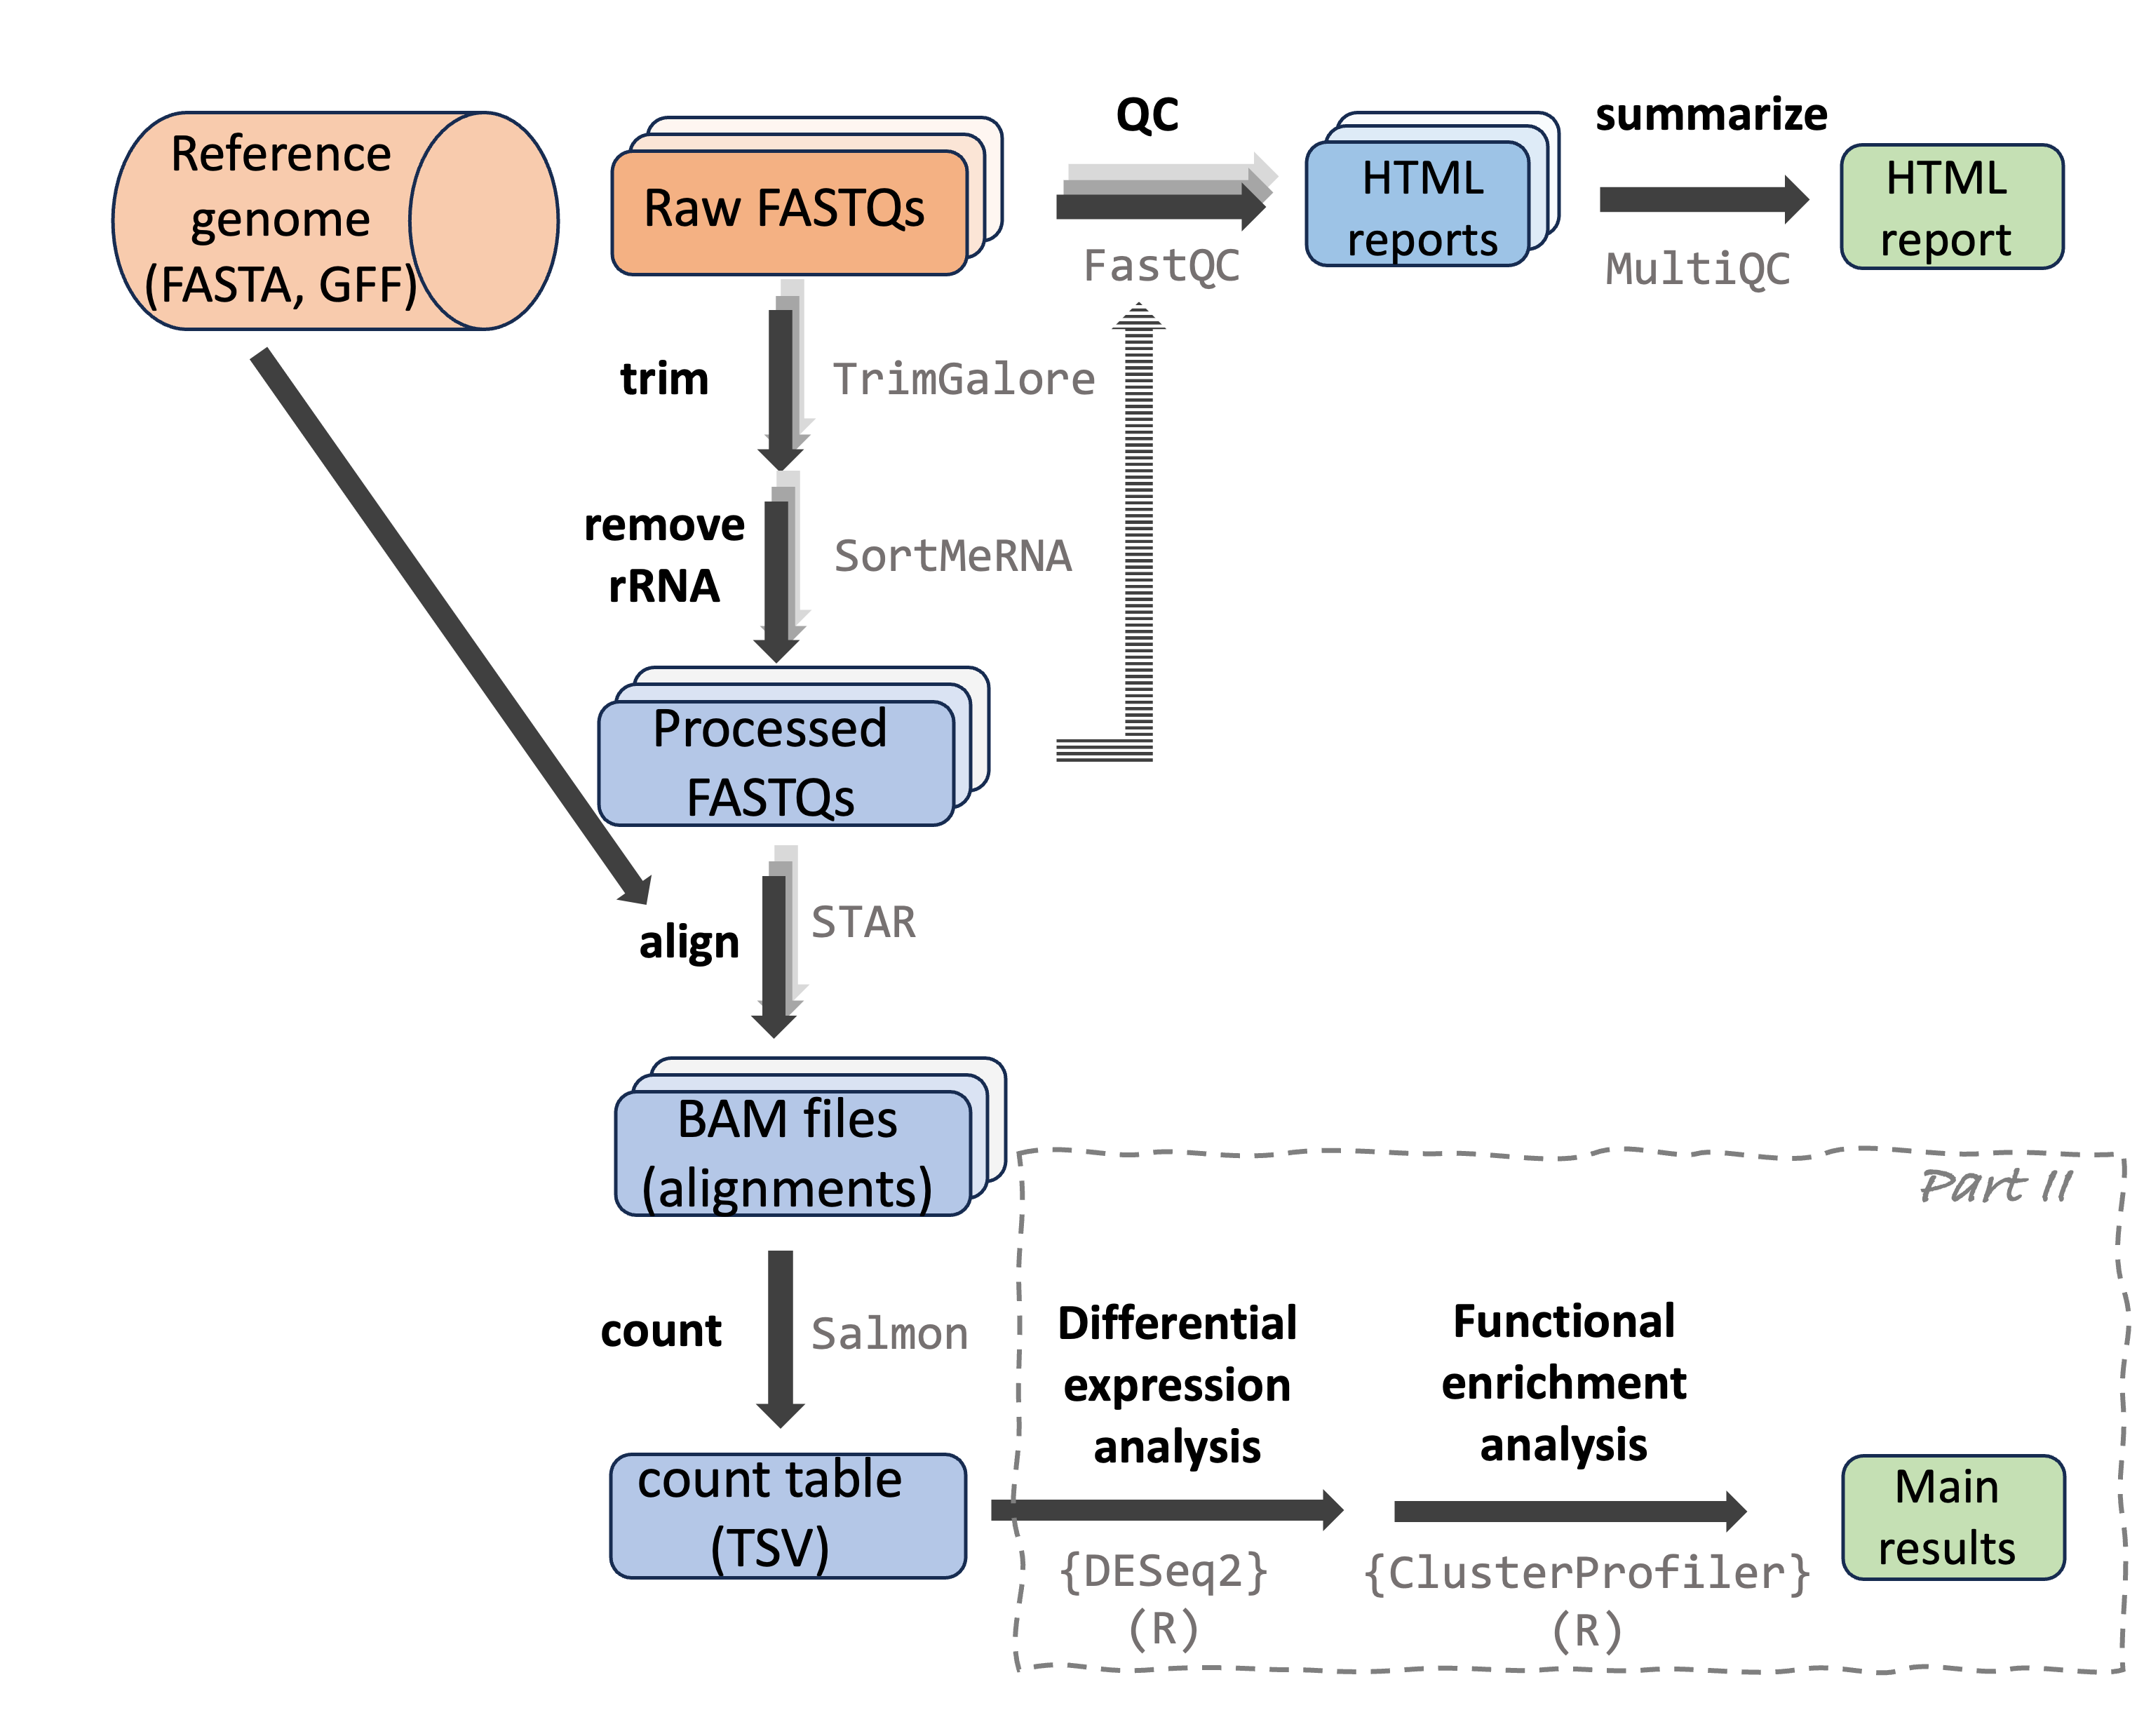 Reference
genome
(FASTA, GFF)
Raw FASTQs
QC
FastQC
HTML
reports
summarize
MultiQC
HTML
report
trim
TrimGalore
remove
rRNA
SortMeRNA
Processed
FASTQs
align
STAR
BAM files
(alignments)
count
Salmon
count table
(TSV)
Part II
Differential
expression
analysis
{DESeq2}
(R)
Functional
enrichment
analysis
{ClusterProfiler}
(R)
Main
results